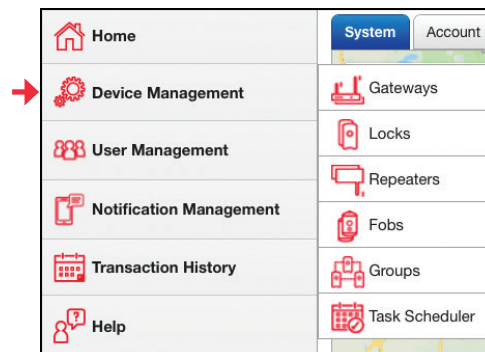 Home
Device Management
User Management
Notification Management
Transaction History
Help
System
Account
Gateways
Locks
Repeaters
Fobs
Groups
Task Scheduler